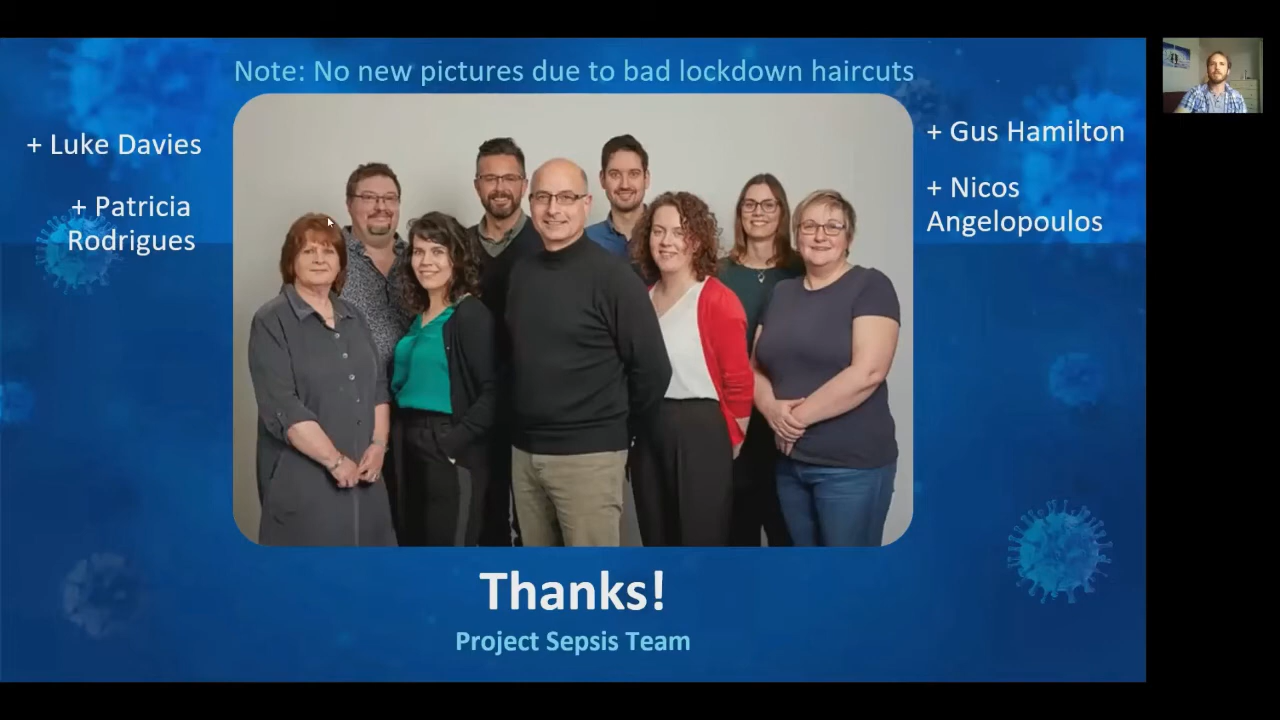 Note: No new pictures due to bad lockdown haircuts
+ Luke Davies
+ Patricia
Rodrigues
+ Gus Hamilton
+ Nicos
Angelopoulos
Thanks!
Project Sepsis Team